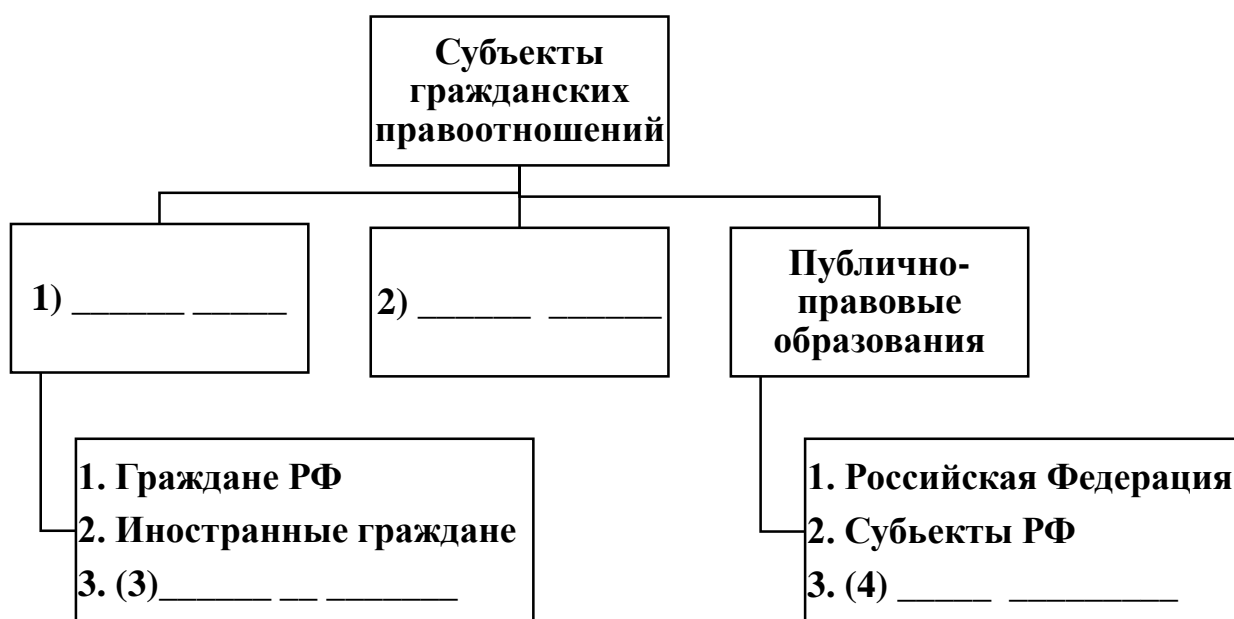 Субъекты
гражданских
правоотношений
1) ______ _____
2) ______ ______
Публично-
правовые
образования
1. Граждане РФ
2. Иностранные граждане
3. (3)______ __ _______
1. Российская Федерация
2. Субьекты РФ
3. (4) _____ _________